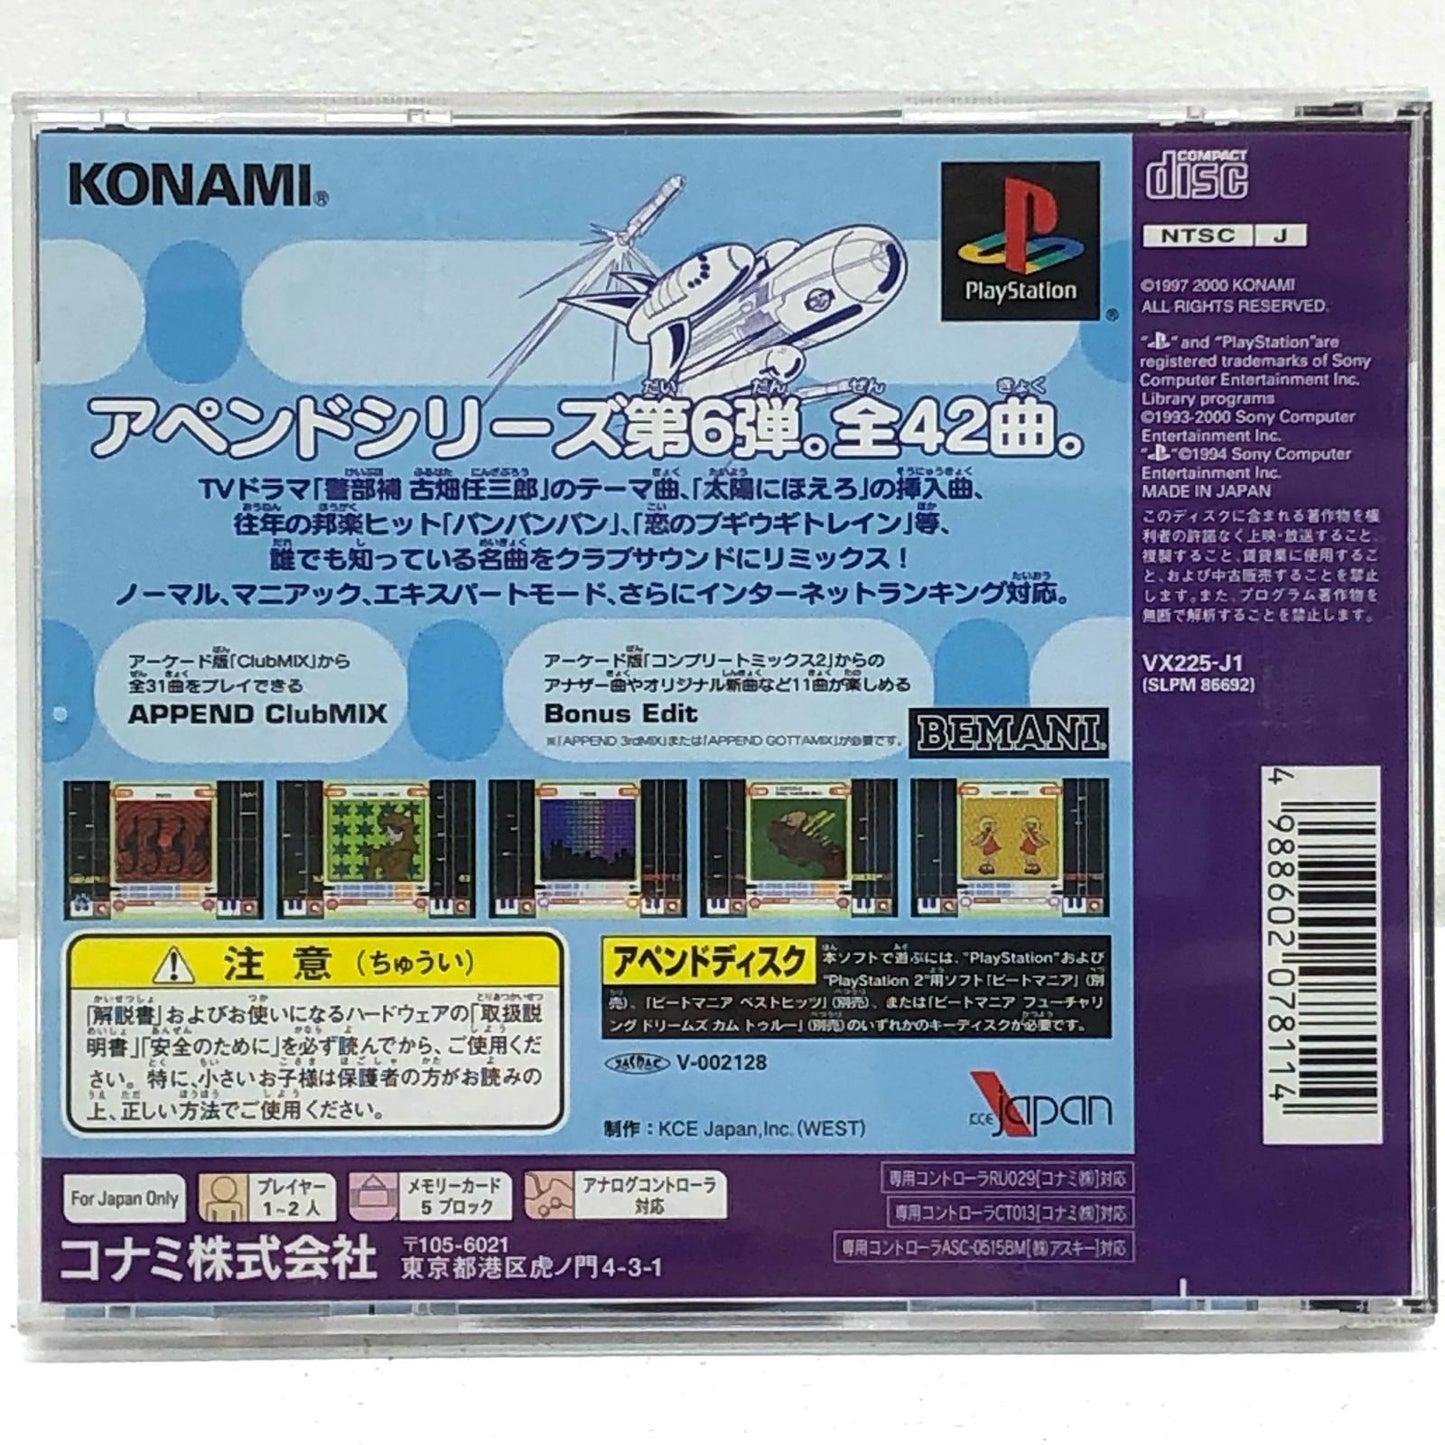 KONAMI®
PlayStation
®
アペンドシリーズ第6弾。全42曲。
TVドラマ「警部補 古畑任三郎」のテーマ曲、「太陽にほえろ」の挿入曲、
往年の邦楽ヒット「バンバンバン」、「恋のブギウギトレイン」等、
誰でも知っている名曲をクラブサウンドにリミックス！
ノーマル、マニアック、エキスパートモード、さらにインターネットランキング対応。
アーケード版「ClubMIX」から
全31曲をプレイできる
APPEND ClubMIX
アーケード版「コンプリートミックス2」からの
アナザー曲やオリジナル新曲など11曲が楽しめる
Bonus Edit
※「APPEND 3rdMIX」または「APPEND GOTTAMIX」が必要です。
BEMANI
注意(ちゅうい)
「解説書」およびお使いになるハードウェアの「取扱説
明書」「安全のために」を必ず読んでから、ご使用くだ
さい。特に、小さいお子様は保護者の方がお読みの
上、正しい方法でご使用ください。
アペンドディスク
本ソフトで遊ぶには、"PlayStation"および
"PlayStation 2"用ソフト「ビートマニア」(別
売)、「ビートマニア ベストヒッツ」(別売)、または「ビートマニア フューチャリ
ング ドリームズ カム トゥルー」(別売)のいずれかのキーディスクが必要です。
JASRAC V-002128
制作：KCE Japan,Inc.(WEST)
KCE japan
For Japan Only
プレイヤー
1~2人
メモリーカード
5 ブロック
アナログコントローラ
対応
専用コントローラRU029[コナミ㈱]対応
専用コントローラCT013[コナミ㈱]対応
専用コントローラASC-0515BM[㈱アスキー]対応
コナミ株式会社
〒105-6021
東京都港区虎ノ門4-3-1
COMPACT
disc
NTSC J
©1997 2000 KONAMI
ALL RIGHTS RESERVED.
" " and "PlayStation"are
registered trademarks of Sony
Computer Entertainment Inc.
Library programs
©1993-2000 Sony Computer
Entertainment Inc.
" "©1994 Sony Computer
Entertainment Inc.
MADE IN JAPAN
このディスクに含まれる著作物を権
利者の許諾なく上映・放送すること、
複製すること、賃貸業に使用するこ
と、および中古販売することを禁止
します。また、プログラム著作物を
無断で解析することを禁止します。
VX225-J1
(SLPM 86692)
4 988602 078114